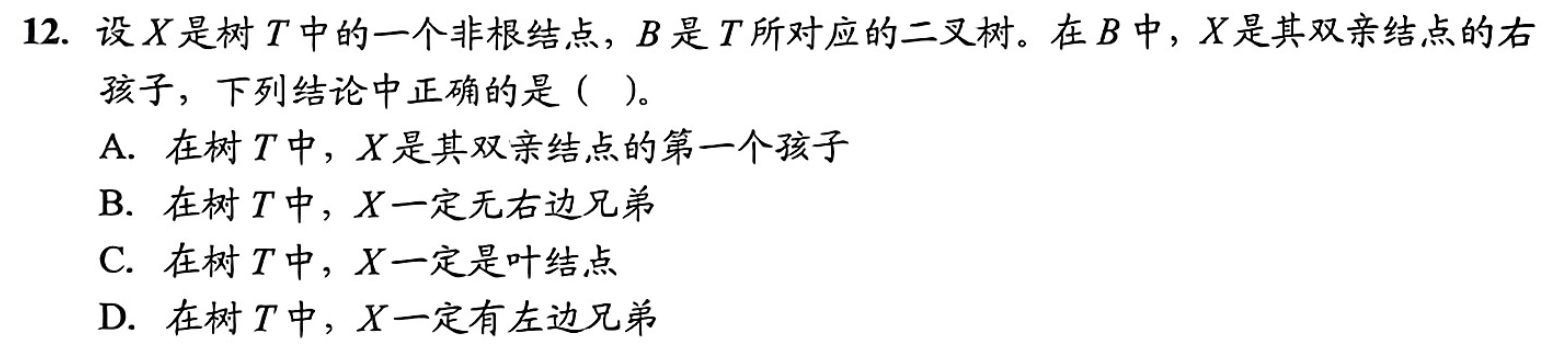 12. 设 X 是树 T 中的一个非根结点，B 是 T 所对应的二叉树。在 B 中，X 是其双亲结点的右
孩子，下列结论中正确的是（  ）。
A. 在树 T 中，X 是其双亲结点的第一个孩子
B. 在树 T 中，X 一定无右边兄弟
C. 在树 T 中，X 一定是叶结点
D. 在树 T 中，X 一定有左边兄弟